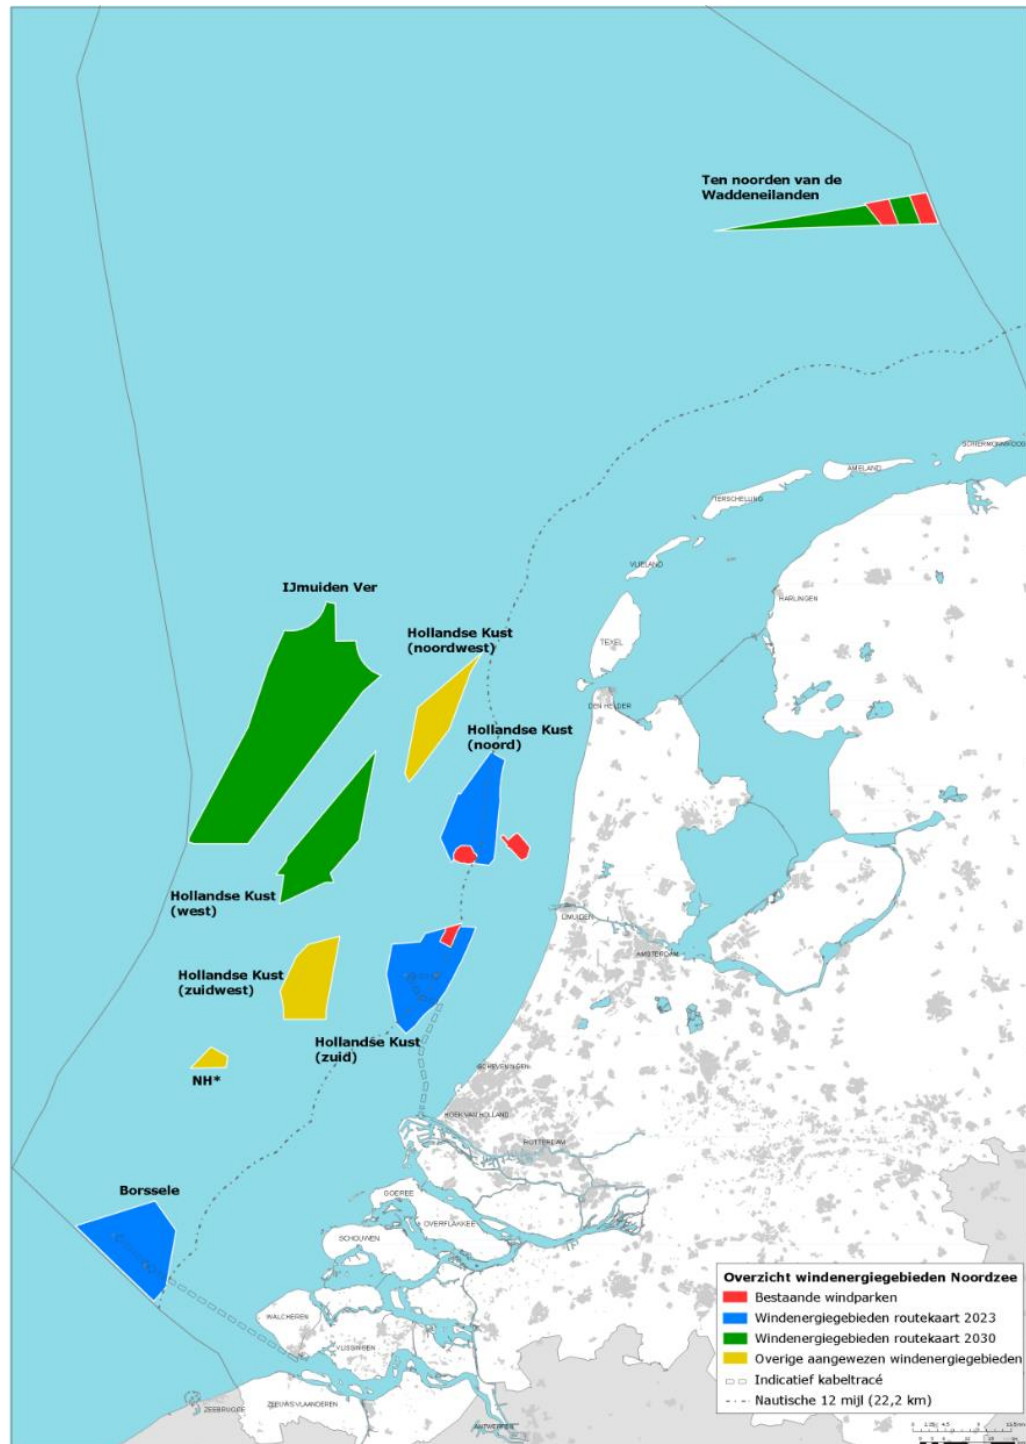 Ten noorden van de
Waddeneilanden
SCHIERMONNIKOOG
AMELAND
TERSCHELLING
VLIELAND
HARLINGEN
IJmuiden Ver
Hollandse Kust
(noordwest)
TEXEL
DEN HELDER
Hollandse Kust
(noord)
Hollandse Kust
(west)
IJMUIDEN
AMSTERDAM
Hollandse Kust
(zuidwest)
Hollandse Kust
(zuid)
NH*
SCHEVENINGEN
HOEK VAN HOLLAND
ROTTERDAM
Borssele
GOEREE
OVERFLAKKEE
SCHOUWEN
WALCHEREN
VLISSINGEN
ZEEBRUGGE
ZEEUWS VLAANDEREN
ANTWERPEN
Overzicht windenergiegebieden Noordzee
Bestaande windparken
Windenergiegebieden routekaart 2023
Windenergiegebieden routekaart 2030
Overige aangewezen windenergiegebieden
Indicatief kabeltracé
Nautische 12 mijl (22,2 km)